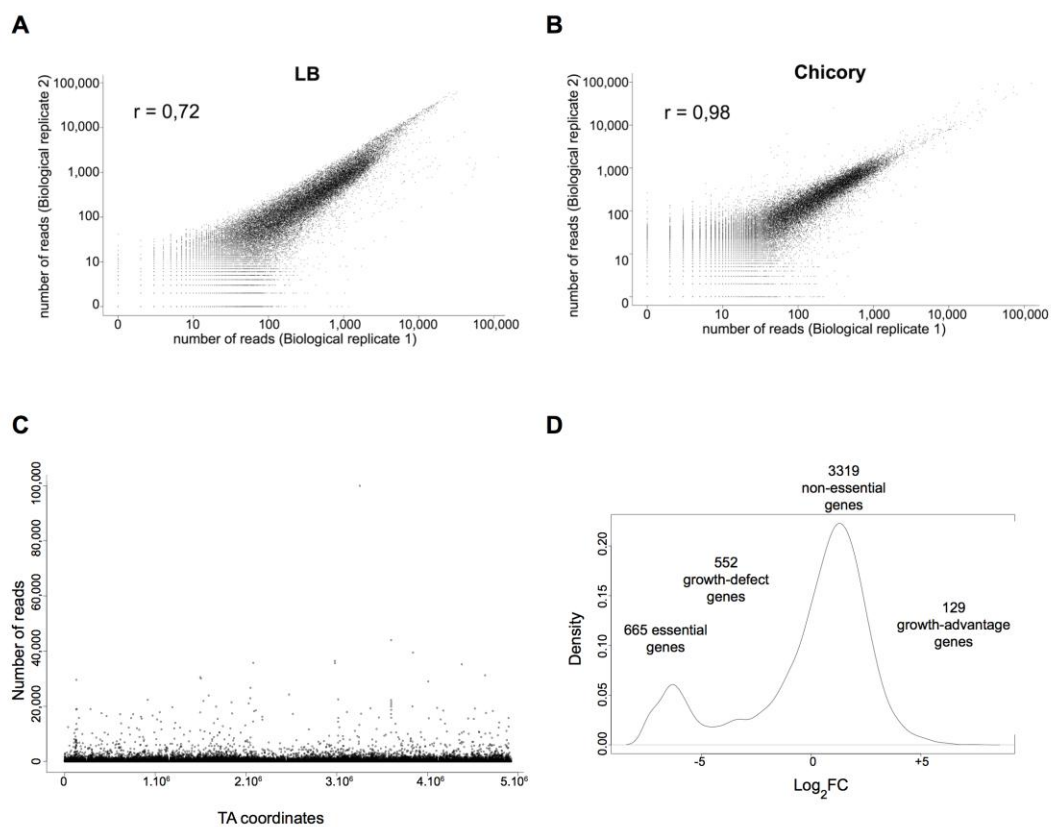 A
LB
r = 0,72
number of reads (Biological replicate 2)
100,000
10,000
1,000
100
10
0
0
10
100
1,000
10,000
100,000
number of reads (Biological replicate 1)
B
Chicory
r = 0,98
number of reads (Biological replicate 2)
100,000
10,000
1,000
100
10
0
0
10
100
1,000
10,000
100,000
number of reads (Biological replicate 1)
C
Number of reads
100,000
80,000
60,000
40,000
20,000
0
0
1.10⁶
2.10⁶
3.10⁶
4.10⁶
5.10⁶
TA coordinates
D
3319
non-essential
genes
552
growth-defect
genes
665 essential
genes
129
growth-advantage
genes
Density
0.20
0.15
0.10
0.05
0.00
-5
0
+5
Log₂FC